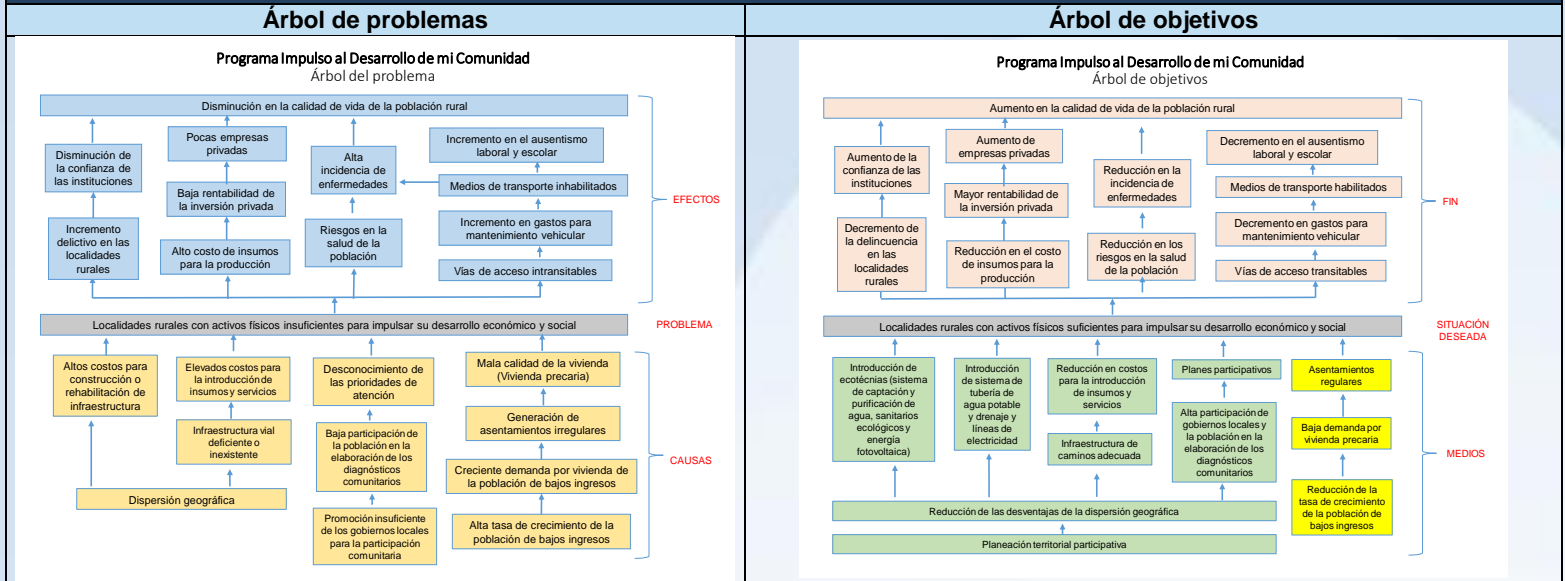 Árbol de problemas
Programa Impulso al Desarrollo de mi Comunidad
Árbol del problema
Disminución en la calidad de vida de la población rural
Disminución de
la confianza de
las instituciones
Incremento
delictivo en las
localidades
rurales
Pocas empresas
privadas
Baja rentabilidad de
la inversión privada
Alto costo de insumos
para la producción
Alta
incidencia de
enfermedades
Riesgos en la
salud de la
población
Incremento en el ausentismo
laboral y escolar
Medios de transporte inhabilitados
Incremento en gastos para
mantenimiento vehicular
Vías de acceso intransitables
EFECTOS
Localidades rurales con activos físicos insuficientes para impulsar su desarrollo económico y social
PROBLEMA
Altos costos para
construcción o
rehabilitación de
infraestructura
Elevados costos para
la introducción de
insumos y servicios
Infraestructura vial
deficiente o
inexistente
Dispersión geográfica
Desconocimiento de
las prioridades de
atención
Baja participación de
la población en la
elaboración de los
diagnósticos
comunitarios
Promoción insuficiente
de los gobiernos locales
para la participación
comunitaria
Mala calidad de la vivienda
(Vivienda precaria)
Generación de
asentamientos irregulares
Creciente demanda por vivienda de
la población de bajos ingresos
Alta tasa de crecimiento de la
población de bajos ingresos
CAUSAS
Árbol de objetivos
Programa Impulso al Desarrollo de mi Comunidad
Árbol de objetivos
Aumento en la calidad de vida de la población rural
Aumento de la
confianza de las
instituciones
Decremento de
la delincuencia
en las
localidades
rurales
Aumento de
empresas privadas
Mayor rentabilidad de
la inversión privada
Reducción en el costo
de insumos para la
producción
Reducción en la
incidencia de
enfermedades
Reducción en los
riesgos en la salud
de la población
Decremento en el ausentismo
laboral y escolar
Medios de transporte habilitados
Decremento en gastos para
mantenimiento vehicular
Vías de acceso transitables
FIN
Localidades rurales con activos físicos suficientes para impulsar su desarrollo económico y social
SITUACIÓN
DESEADA
Introducción de
ecotécnias (sistema
de captación y
purificación de
agua, sanitarios
ecológicos y
energía
fotovoltaica)
Introducción
de sistema de
tubería de
agua potable
y drenaje y
líneas de
electricidad
Reducción en costos
para la introducción
de insumos y
servicios
Infraestructura de
caminos adecuada
Planes participativos
Alta participación de
gobiernos locales y
la población en la
elaboración de los
diagnósticos
comunitarios
Asentamientos
regulares
Baja demanda por
vivienda precaria
Reducción de la
tasa de crecimiento
de la población de
bajos ingresos
Reducción de las desventajas de la dispersión geográfica
Planeación territorial participativa
MEDIOS